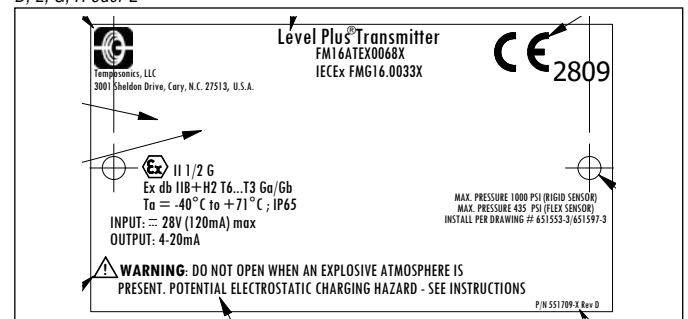 Level Plus® Transmitter
FM16ATEX0068X
IECEx FMG16.0033X
CE 2809
Temposonics, LLC
3001 Sheldon Drive, Cary, N.C. 27513, U.S.A.
Ex II 1/2 G
Ex db IIB+H2 T6...T3 Ga/Gb
Ta = -40°C to +71°C ; IP65
INPUT: ⎓ 28V (120mA) max
OUTPUT: 4-20mA
MAX. PRESSURE 1000 PSI (RIGID SENSOR)
MAX. PRESSURE 435 PSI (FLEX SENSOR)
INSTALL PER DRAWING # 651553-3/651597-3
WARNING: DO NOT OPEN WHEN AN EXPLOSIVE ATMOSPHERE IS
PRESENT. POTENTIAL ELECTROSTATIC CHARGING HAZARD - SEE INSTRUCTIONS
P/N 551709-X Rev D